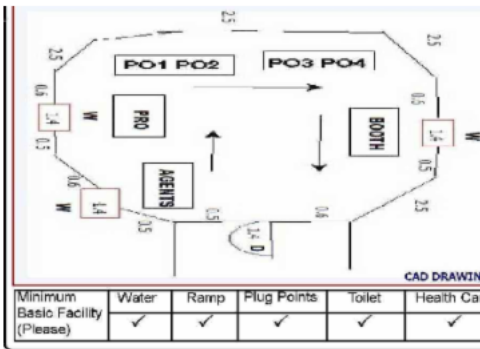 2.5
2.5
2.5
PO1 PO2
PO3 PO4
0.6
1.4
W
0.5
PRO
BOOTH
0.6
1.4
W
0.5
0.6
1.4
W
AGENTS
0.5
0.5
1.4 D
0.6
2.5
CAD DRAWIN
Minimum Basic Facility (Please)
Water
Ramp
Plug Points
Toilet
Health Ca
✓ ✓ ✓ ✓ ✓